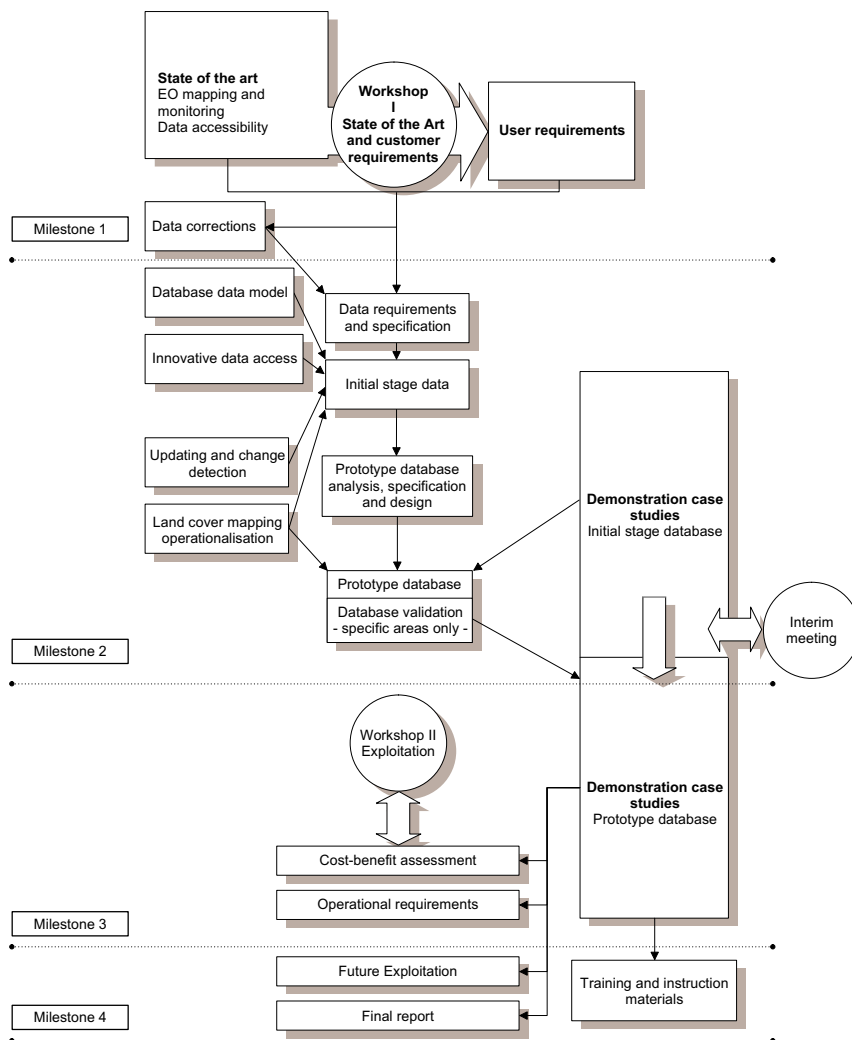 State of the art
EO mapping and
monitoring
Data accessibility
Workshop
I
State of the Art
and customer
requirements
User requirements
Milestone 1
Data corrections
Database data model
Data requirements
and specification
Innovative data access
Initial stage data
Updating and change
detection
Prototype database
analysis, specification
and design
Land cover mapping
operationalisation
Demonstration case
studies
Initial stage database
Prototype database
Database validation
- specific areas only -
Interim
meeting
Milestone 2
Workshop II
Exploitation
Demonstration case
studies
Prototype database
Cost-benefit assessment
Operational requirements
Milestone 3
Future Exploitation
Training and instruction
materials
Final report
Milestone 4